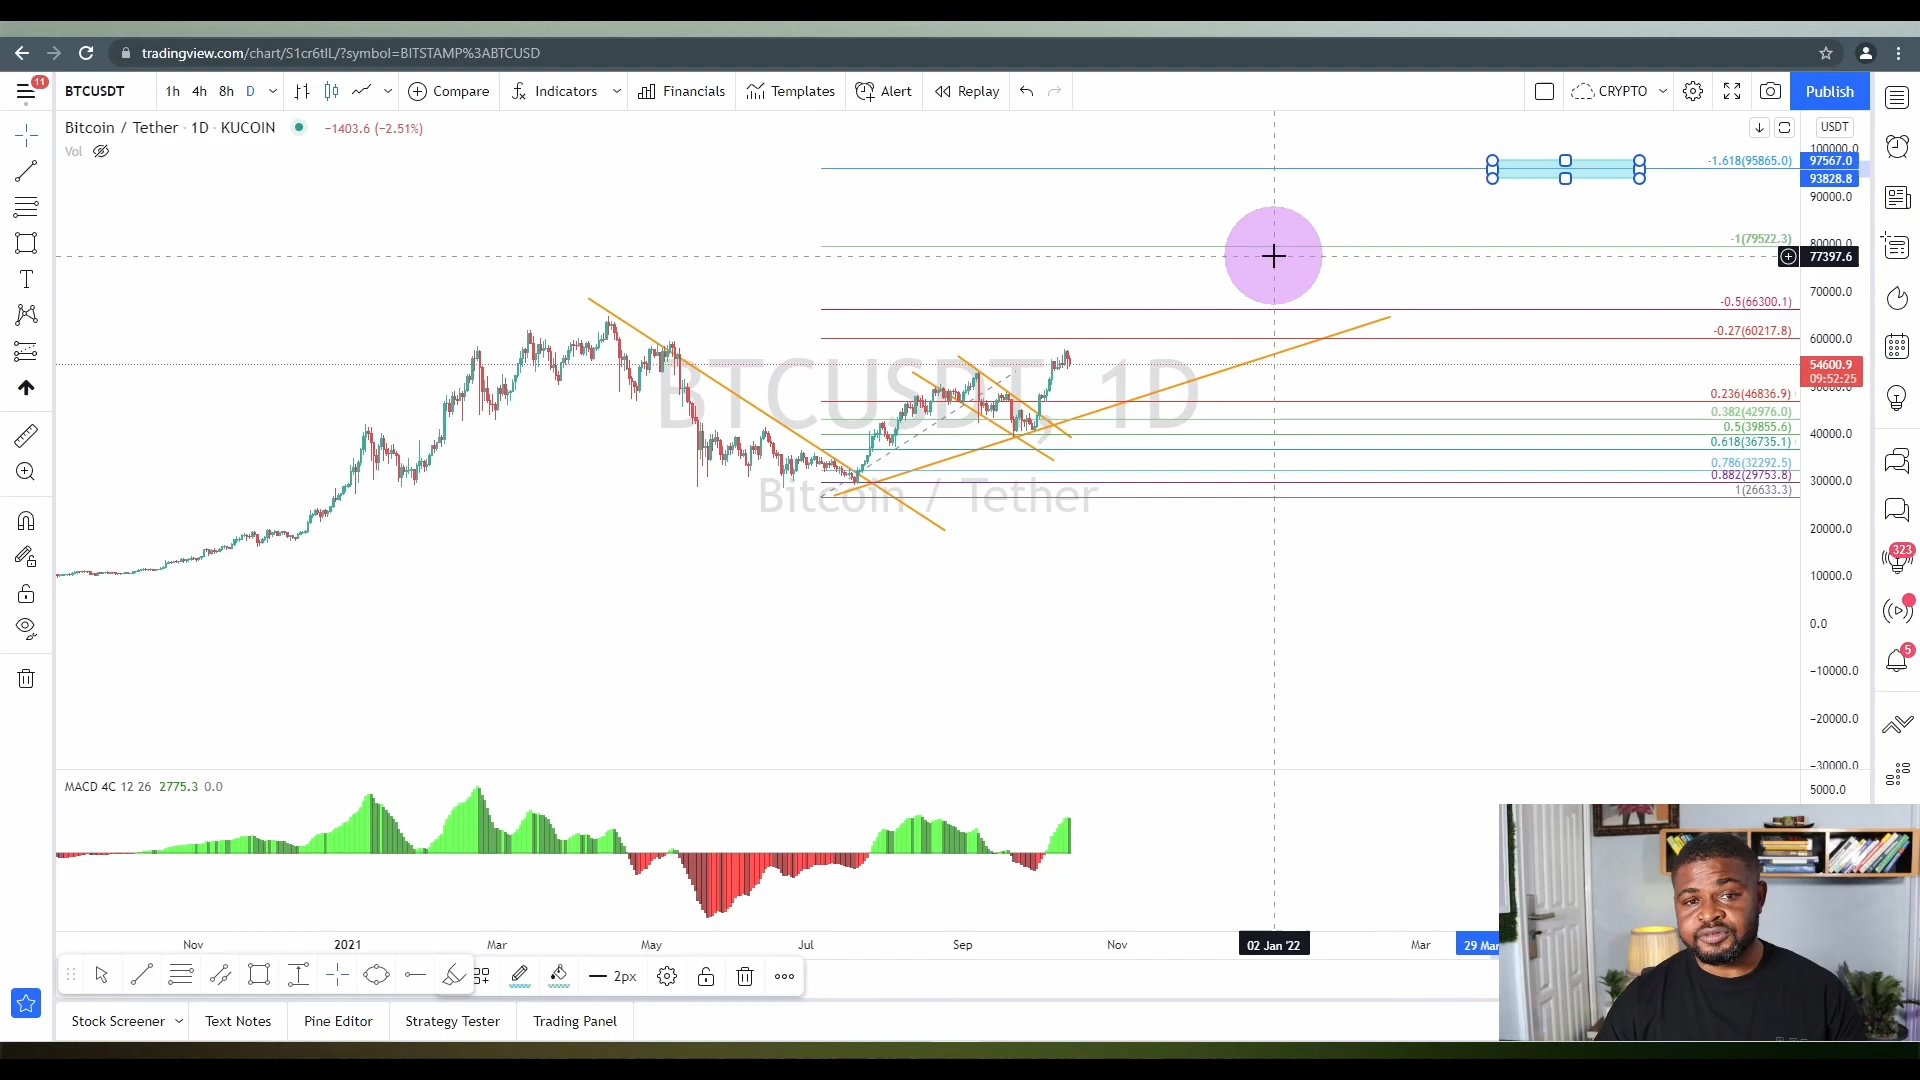 tradingview.com/chart/S1cr6tIL/?symbol=BITSTAMP%3ABTCUSD
11
BTCUSDT 1h 4h 8h D Compare Indicators Financials Templates Alert Replay CRYPTO Publish
Bitcoin / Tether · 1D · KUCOIN −1403.6 (−2.51%) USDT
Vol
100000.0
-1.618(95865.0) 97567.0
93828.8
90000.0
-1(79522.3) 80000.0
77397.6
70000.0
-0.5(66300.1)
-0.27(60217.8) 60000.0
BTCUSDT, 1D
54600.9
09:52:25
50000.0
0.236(46836.9)
0.382(42976.0)
0.5(39855.6) 40000.0
0.618(36735.1)
0.786(32292.5)
0.882(29753.8) 30000.0
1(26633.3)
Bitcoin / Tether
20000.0
10000.0
0.0
−10000.0
−20000.0
−30000.0
323
5
MACD 4C 12 26 2775.3 0.0
5000.0
Nov 2021 Mar May Jul Sep Nov 02 Jan '22 Mar 29 Mar
2px
Stock Screener Text Notes Pine Editor Strategy Tester Trading Panel